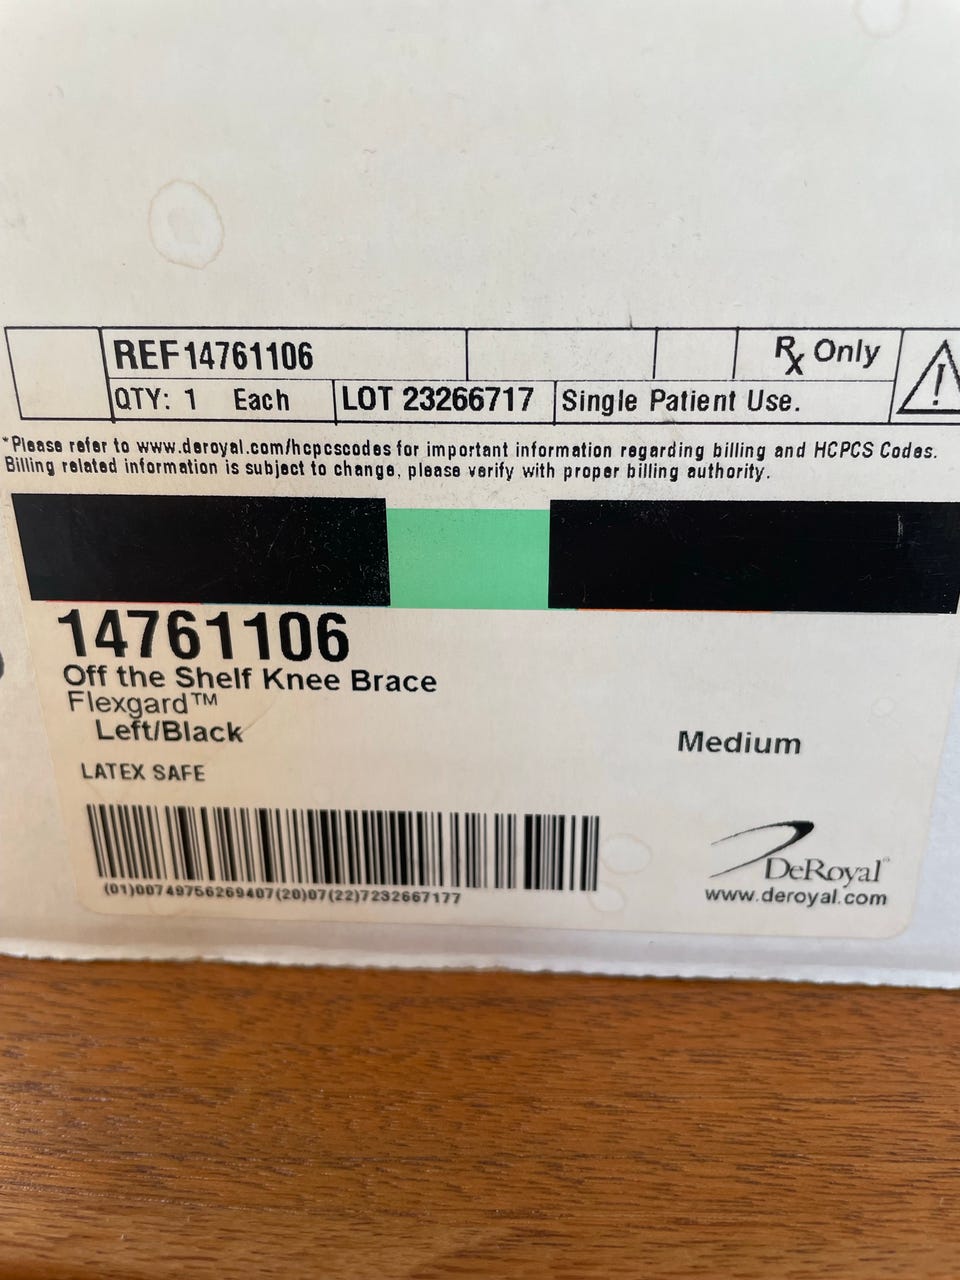 REF 14761106
Rx Only
QTY: 1 Each
LOT 23266717
Single Patient Use.
*Please refer to www.deroyal.com/hcpcscodes for important information regarding billing and HCPCS Codes.
Billing related information is subject to change, please verify with proper billing authority.
14761106
Off the Shelf Knee Brace
Flexgard™
Left/Black
Medium
LATEX SAFE
(01)00749756269407(20)07(22)7232667177
DeRoyal®
www.deroyal.com